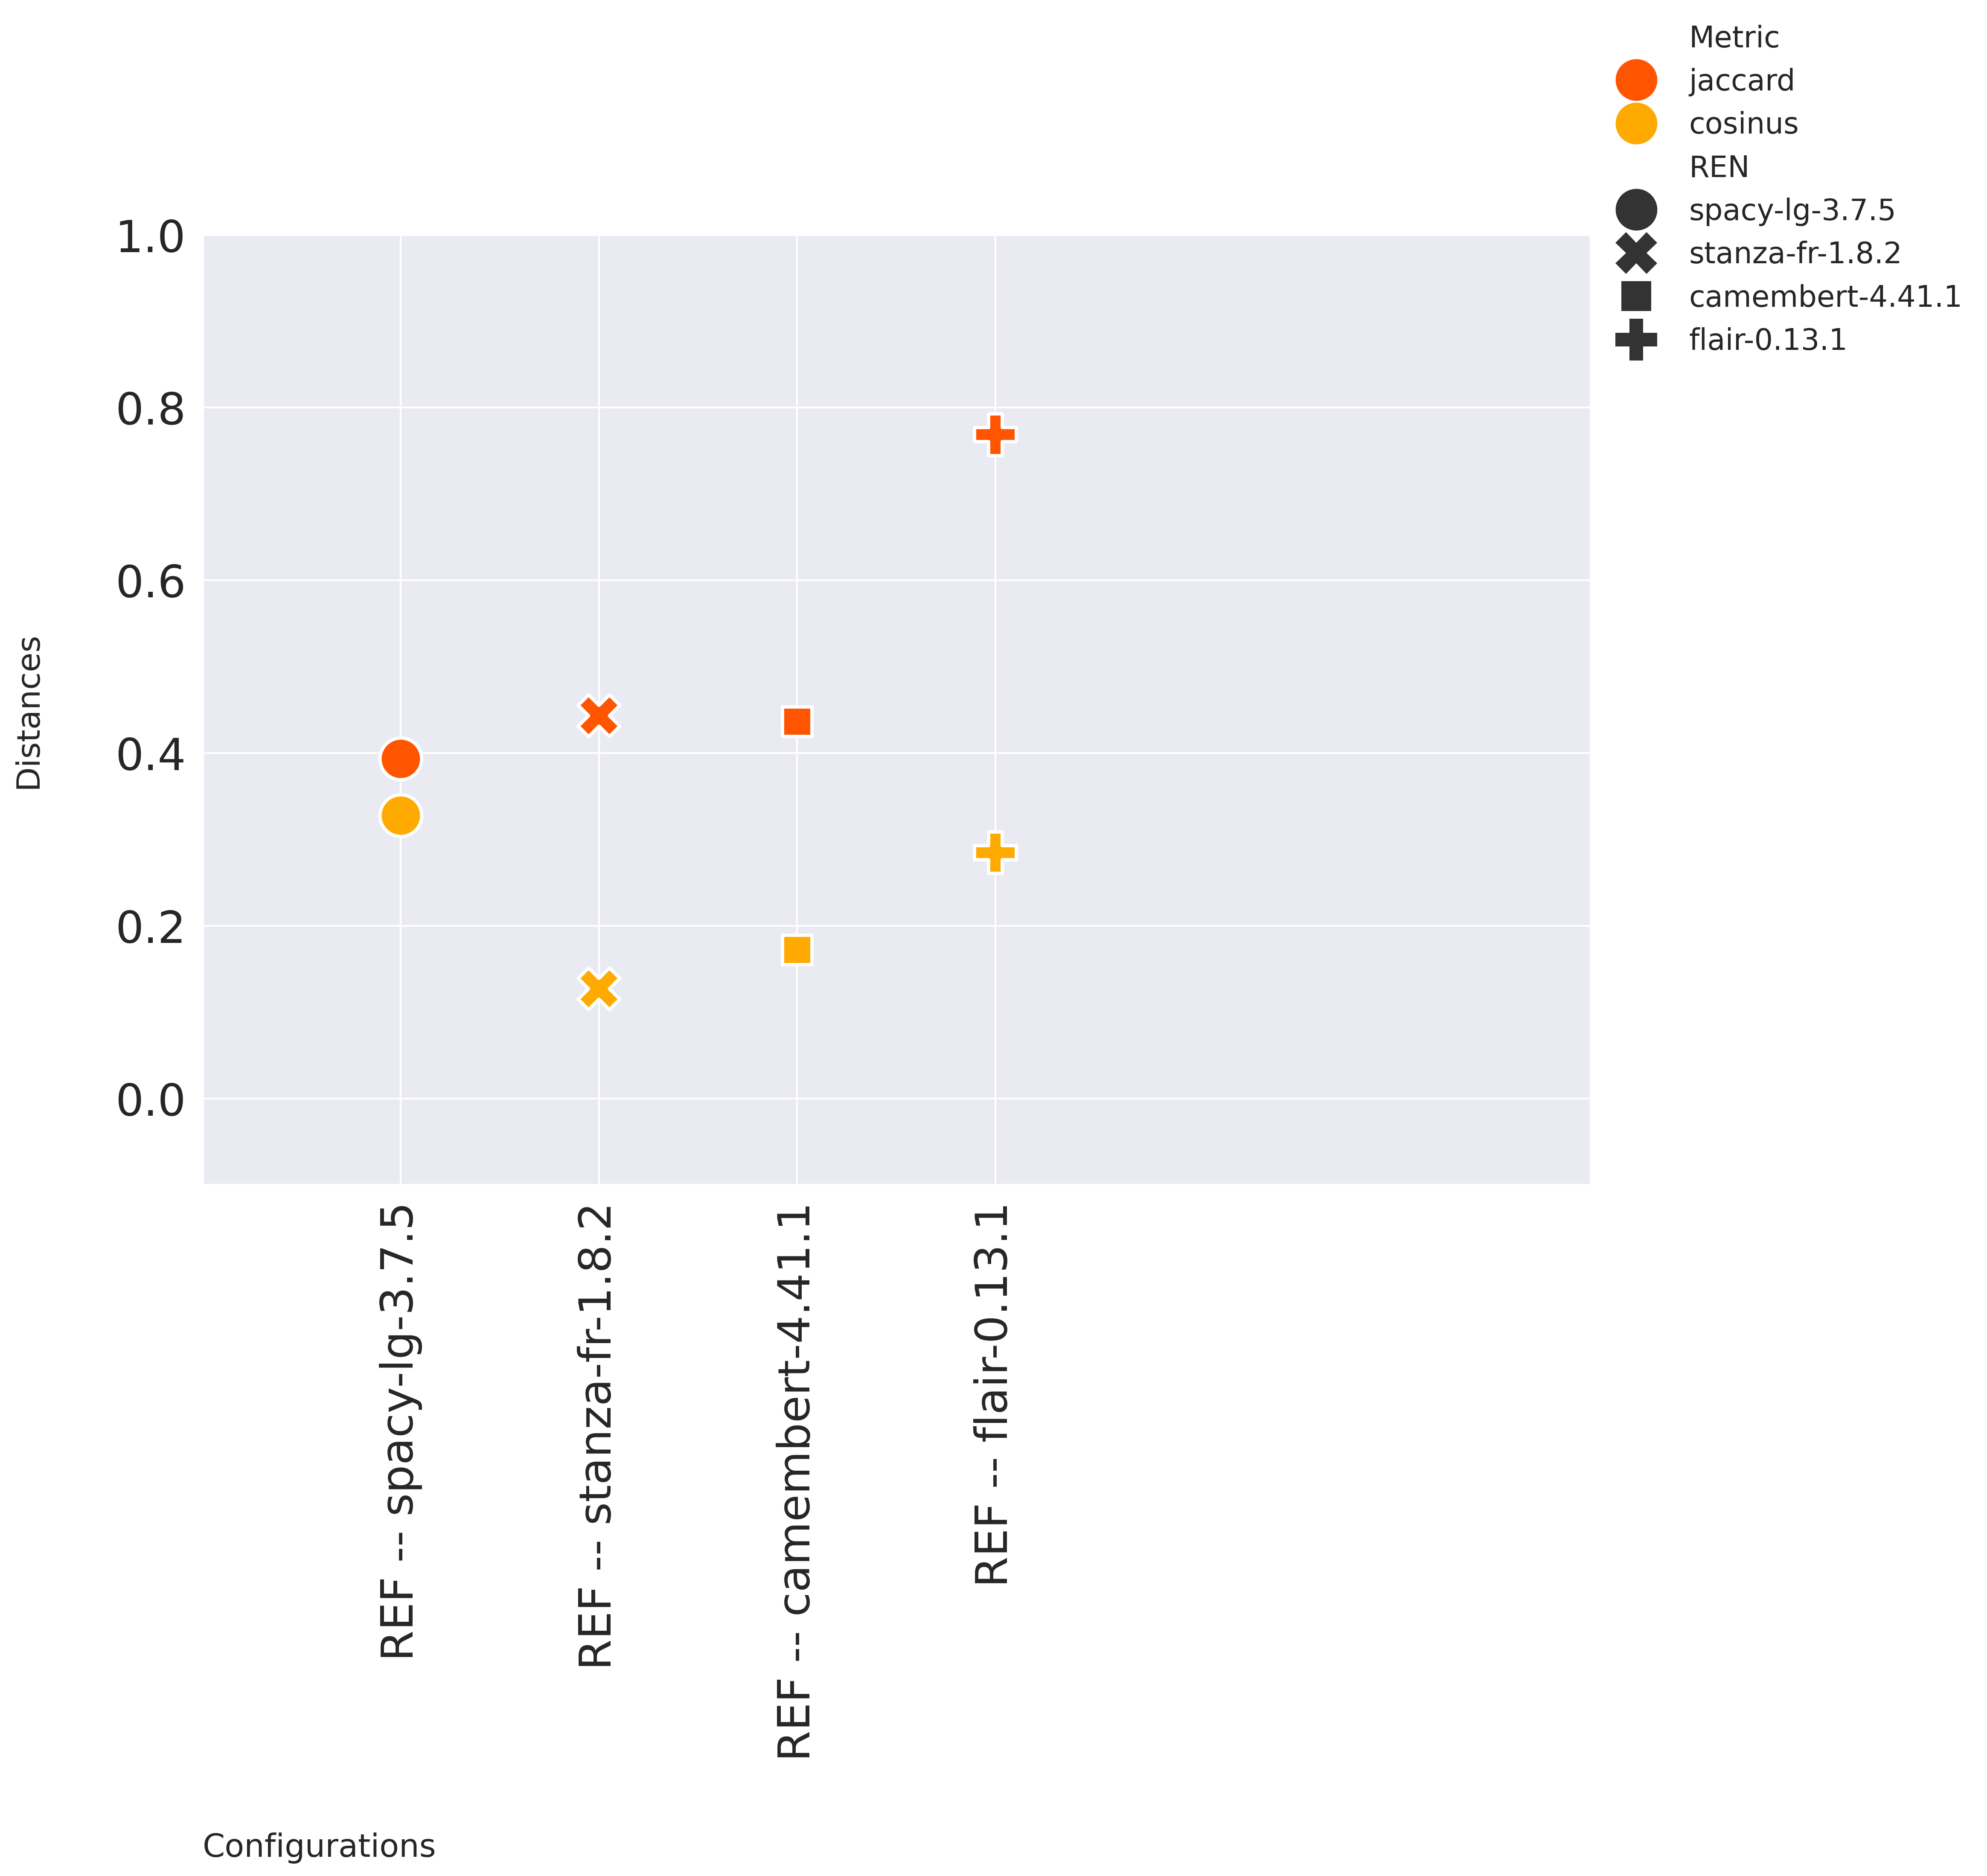 Metric
jaccard
cosinus
REN
spacy-lg-3.7.5
stanza-fr-1.8.2
camembert-4.41.1
flair-0.13.1
1.0
0.8
0.6
0.4
0.2
0.0
Distances
REF -- spacy-lg-3.7.5
REF -- stanza-fr-1.8.2
REF -- camembert-4.41.1
REF -- flair-0.13.1
Configurations